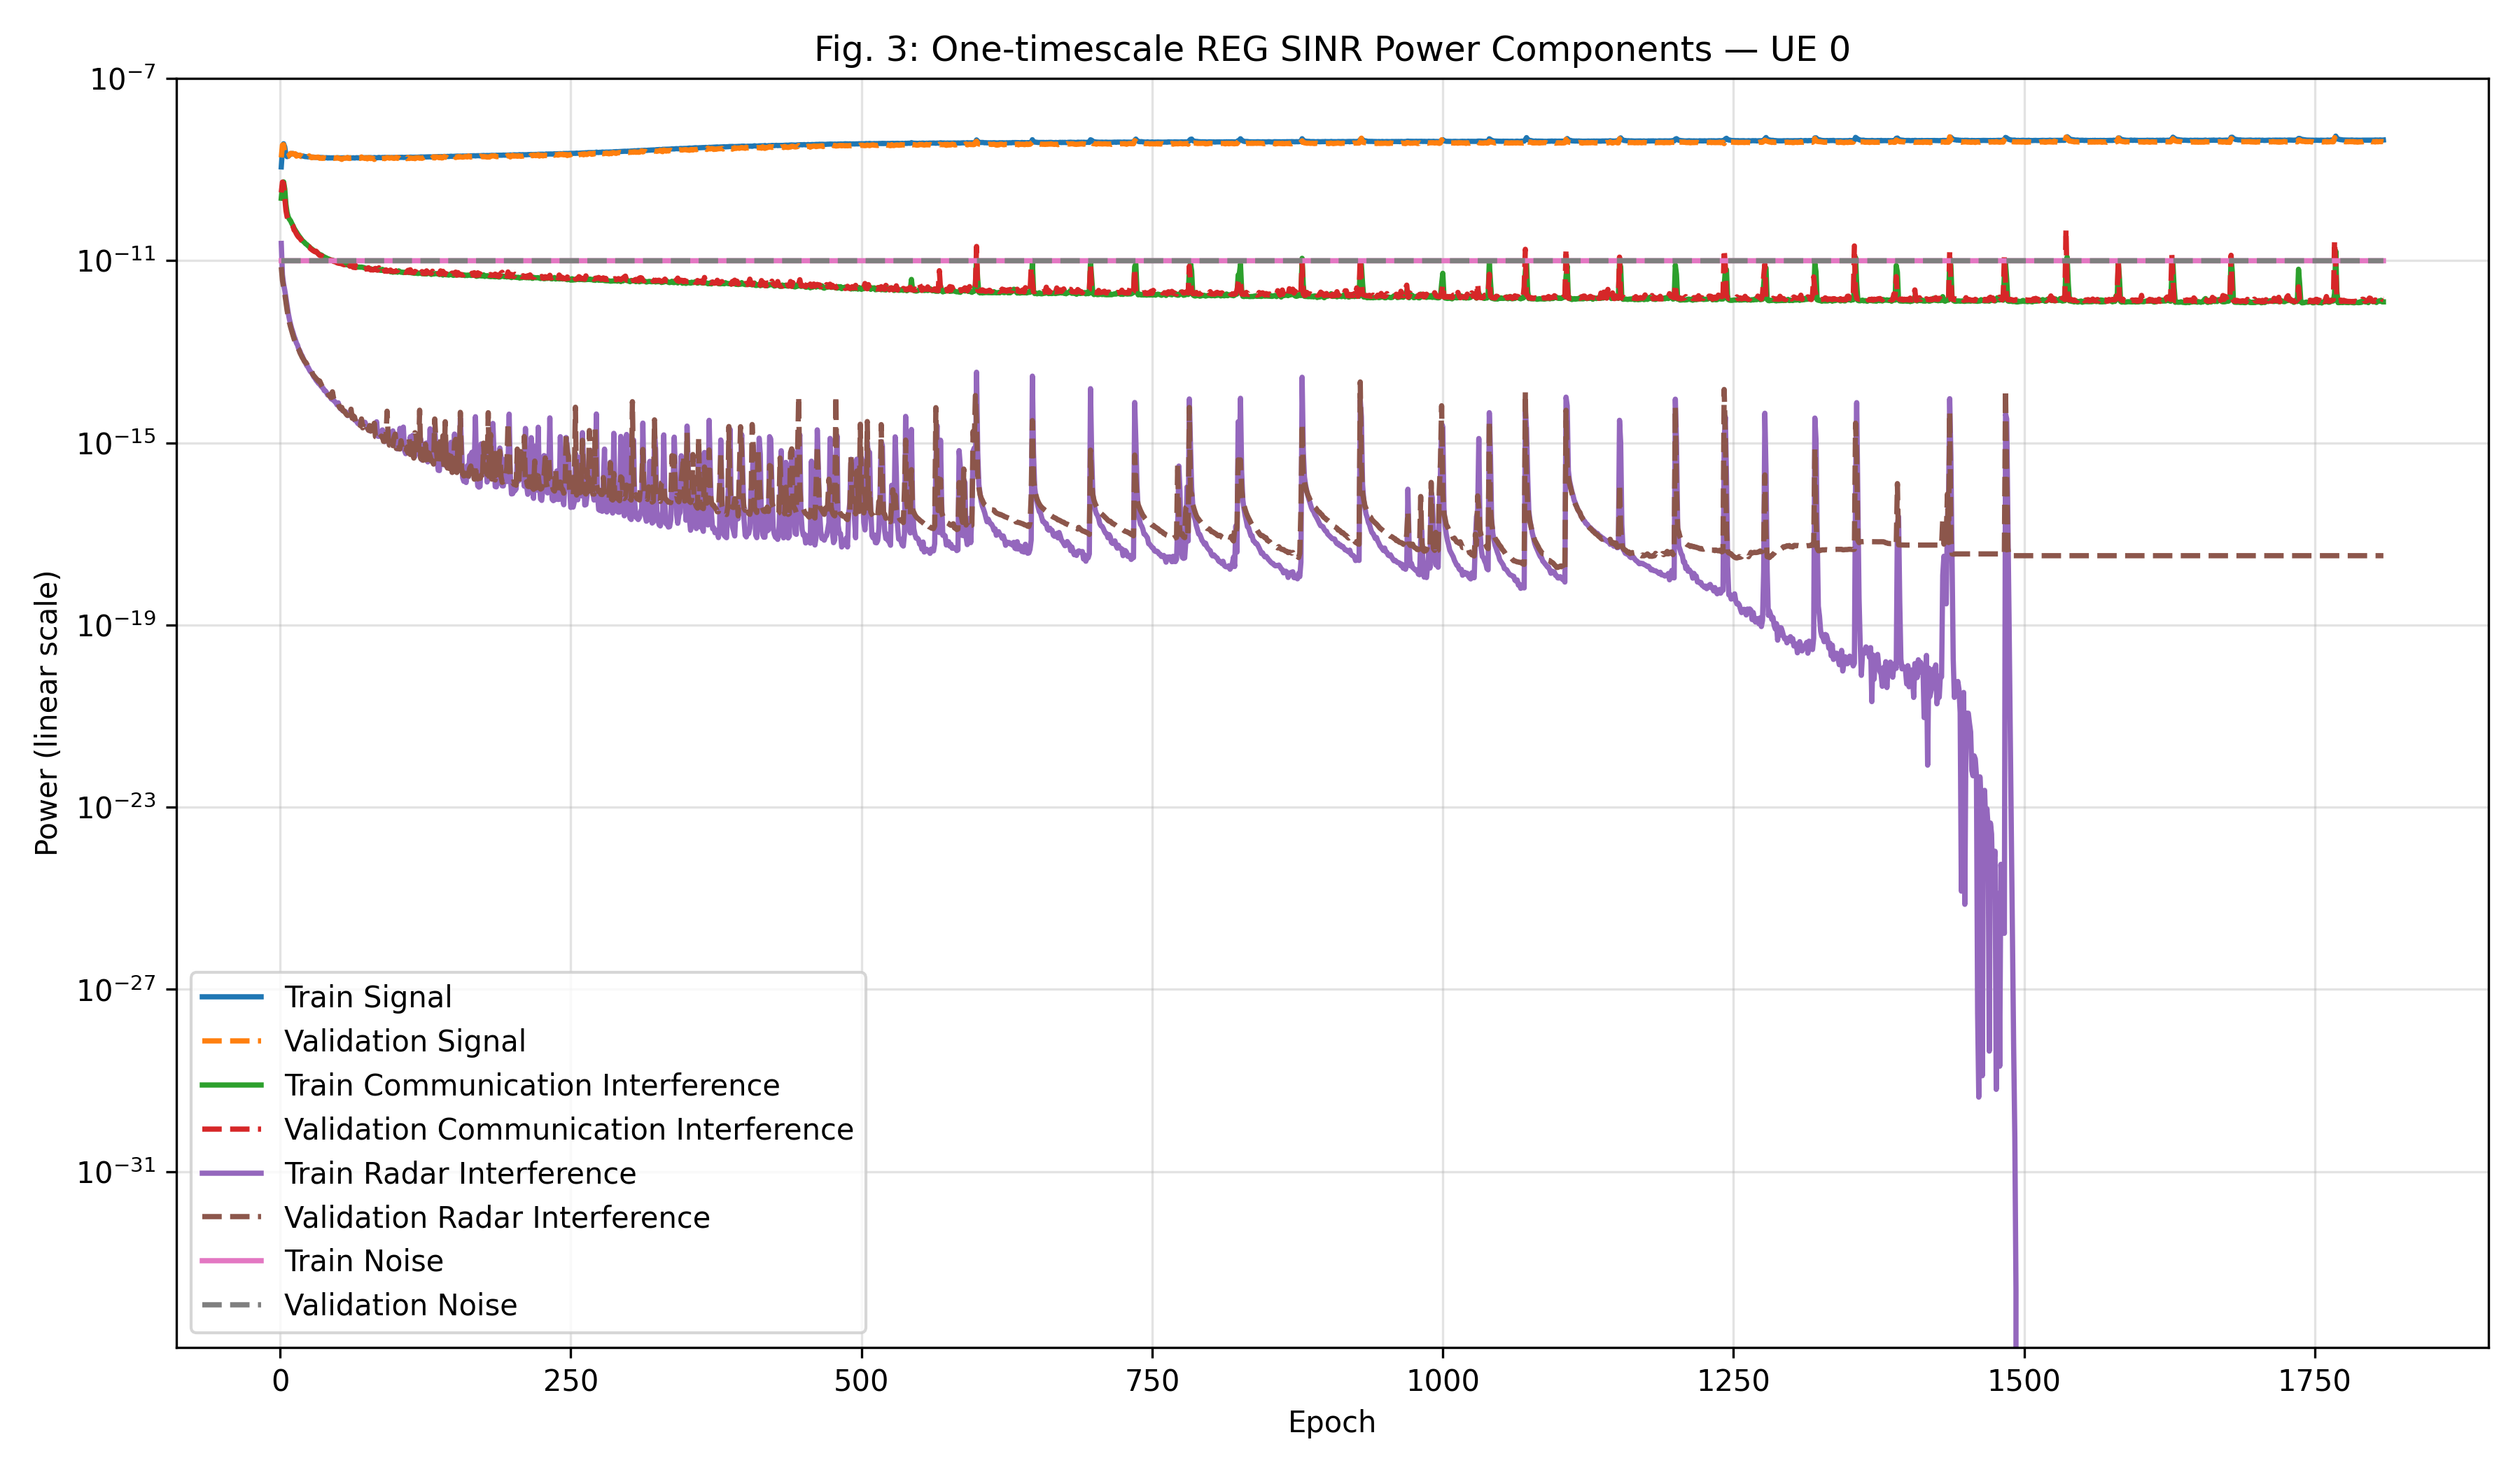 Fig. 3: One-timescale REG SINR Power Components — UE 0
Power (linear scale)
10⁻⁷
10⁻¹¹
10⁻¹⁵
10⁻¹⁹
10⁻²³
10⁻²⁷
10⁻³¹
Train Signal
Validation Signal
Train Communication Interference
Validation Communication Interference
Train Radar Interference
Validation Radar Interference
Train Noise
Validation Noise
0 250 500 750 1000 1250 1500 1750
Epoch